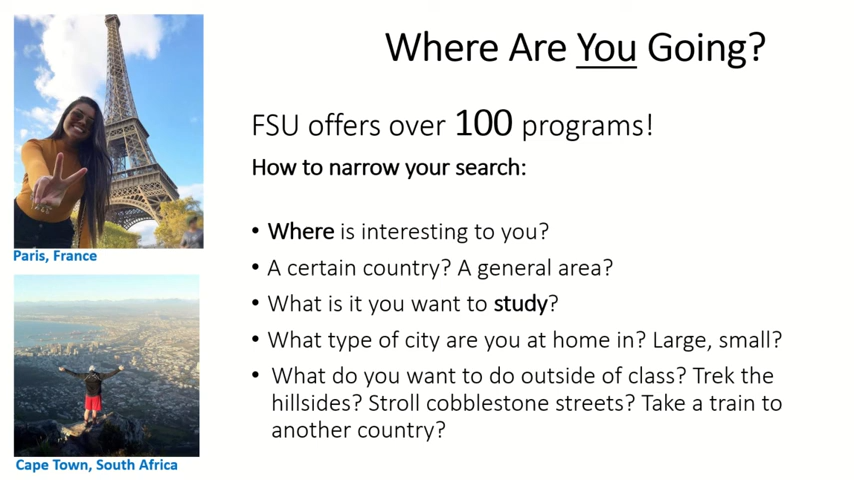 Where Are You Going?
FSU offers over 100 programs!
How to narrow your search:
• Where is interesting to you?
• A certain country? A general area?
• What is it you want to study?
• What type of city are you at home in? Large, small?
• What do you want to do outside of class? Trek the
hillsides? Stroll cobblestone streets? Take a train to
another country?
Paris, France
Cape Town, South Africa